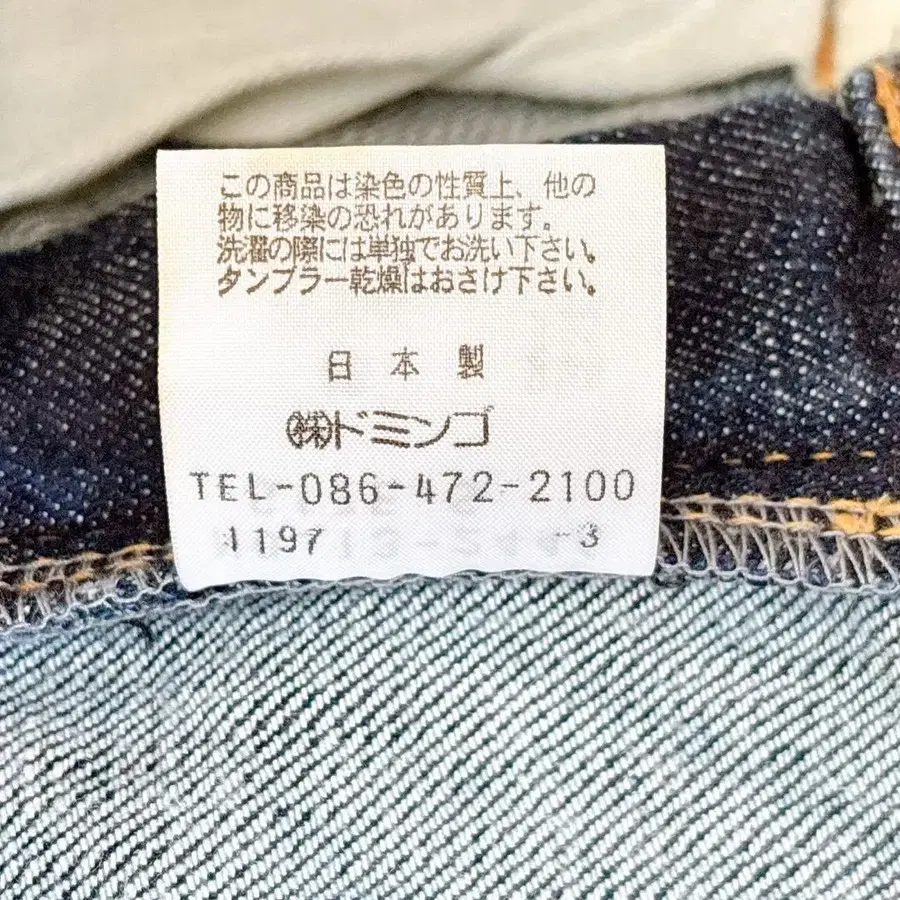 この商品は染色の性質上、他の
物に移染の恐れがあります。
洗濯の際には単独でお洗い下さい。
タンブラー乾燥はおさけ下さい。
日本製
㈱ドミンゴ
TEL-086-472-2100
1197 -3